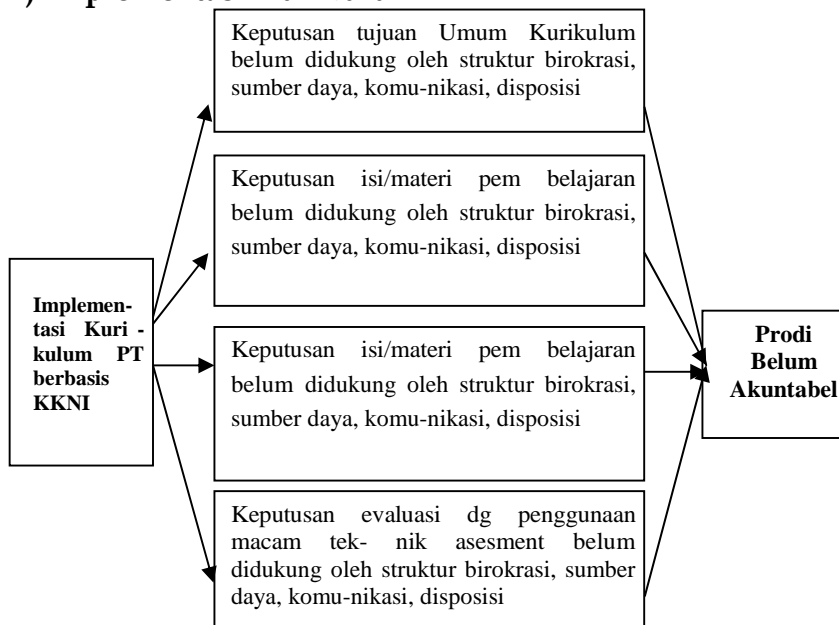 Keputusan tujuan Umum Kurikulum
belum didukung oleh struktur birokrasi,
sumber daya, komu-nikasi, disposisi
Keputusan isi/materi pem belajaran
belum didukung oleh struktur birokrasi,
sumber daya, komu-nikasi, disposisi
Implemen-
tasi Kuri -
kulum PT
berbasis
KKNI
Keputusan isi/materi pem belajaran
belum didukung oleh struktur birokrasi,
sumber daya, komu-nikasi, disposisi
Keputusan evaluasi dg penggunaan
macam tek- nik asesment belum
didukung oleh struktur birokrasi, sumber
daya, komu-nikasi, disposisi
Prodi
Belum
Akuntabel